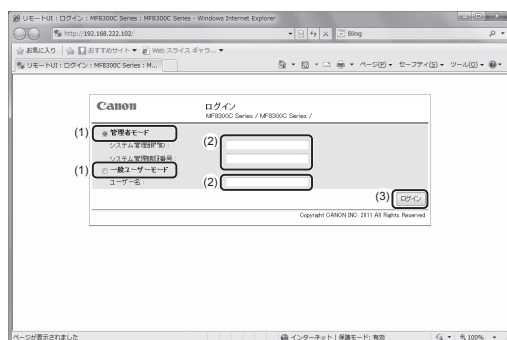 リモートUI : ログイン : MF8300C Series : MF8300C Series - Windows Internet Explorer
http://192.168.222.102/
Bing
お気に入り おすすめサイト ▼ Web スライス ギャラ... ▼
リモートUI : ログイン : MF8300C Series : M...
ページ(P) ▼ セーフティ(S) ▼ ツール(O) ▼
Canon
ログイン
MF8300C Series / MF8300C Series /
(1) 管理者モード
システム管理部門ID :
システム管理暗証番号 :
(2)
(1) 一般ユーザーモード
ユーザー名 :
(2)
(3) ログイン
Copyright CANON INC. 2011 All Rights Reserved
ページが表示されました
インターネット | 保護モード: 有効
100%